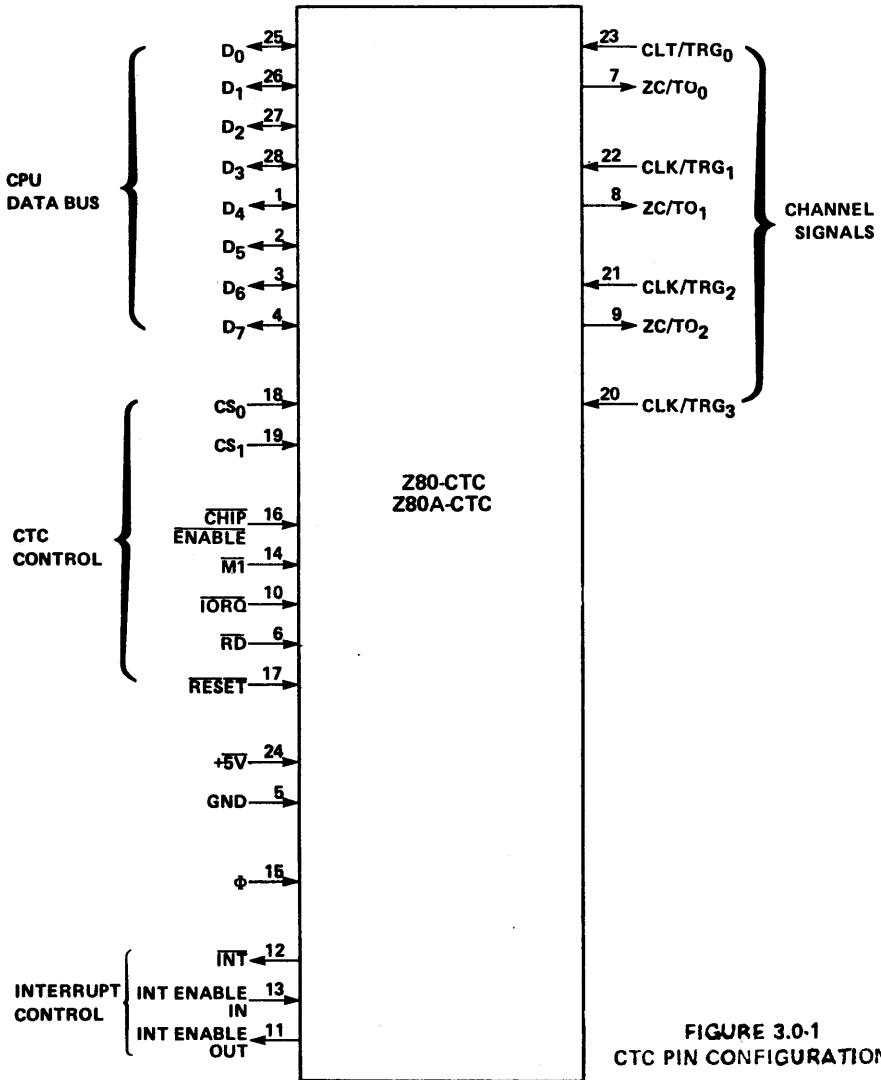 CPU
DATA BUS
D0 25
D1 26
D2 27
D3 28
D4 1
D5 2
D6 3
D7 4
CTC
CONTROL
CS0 18
CS1 19
CHIP
ENABLE 16
M1 14
IORQ 10
RD 6
RESET 17
+5V 24
GND 5
Φ 15
INTERRUPT
CONTROL
INT 12
INT ENABLE
IN 13
INT ENABLE
OUT 11
Z80-CTC
Z80A-CTC
23 CLT/TRG0
7 ZC/TO0
22 CLK/TRG1
8 ZC/TO1
21 CLK/TRG2
9 ZC/TO2
20 CLK/TRG3
CHANNEL
SIGNALS
FIGURE 3.0-1
CTC PIN CONFIGURATION